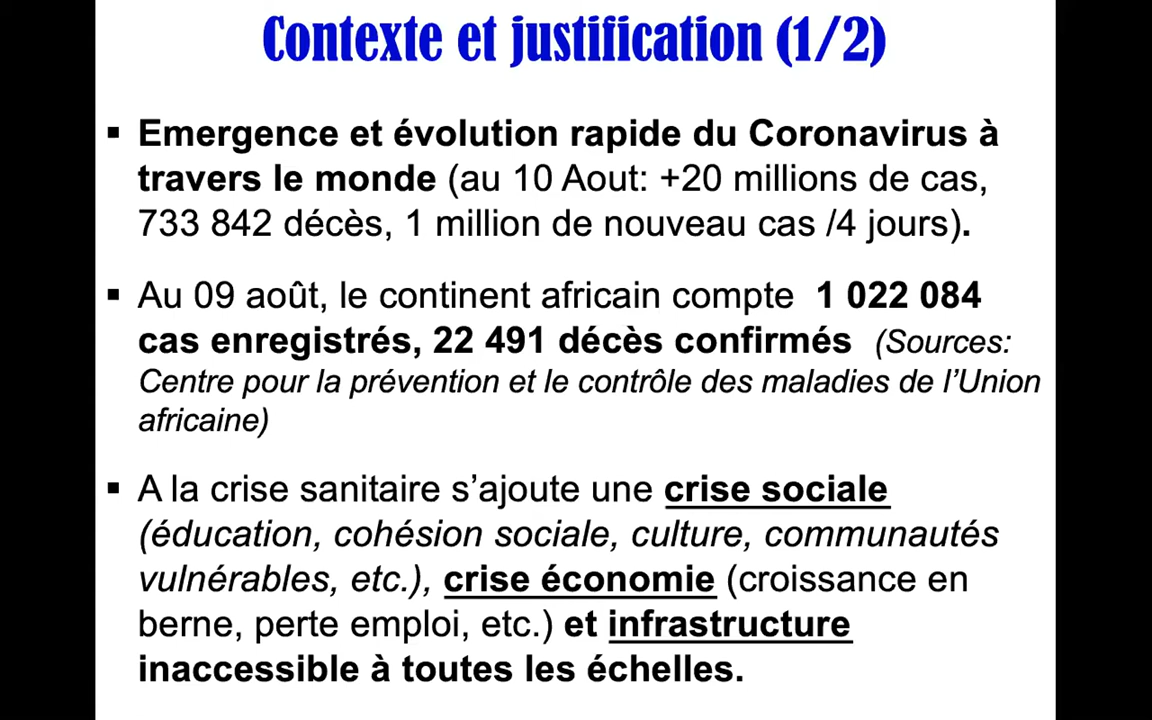 Contexte et justification (1/2)
▪ Emergence et évolution rapide du Coronavirus à
travers le monde (au 10 Aout: +20 millions de cas,
733 842 décès, 1 million de nouveau cas /4 jours).
▪ Au 09 août, le continent africain compte 1 022 084
cas enregistrés, 22 491 décès confirmés (Sources:
Centre pour la prévention et le contrôle des maladies de l’Union
africaine)
▪ A la crise sanitaire s’ajoute une crise sociale
(éducation, cohésion sociale, culture, communautés
vulnérables, etc.), crise économie (croissance en
berne, perte emploi, etc.) et infrastructure
inaccessible à toutes les échelles.